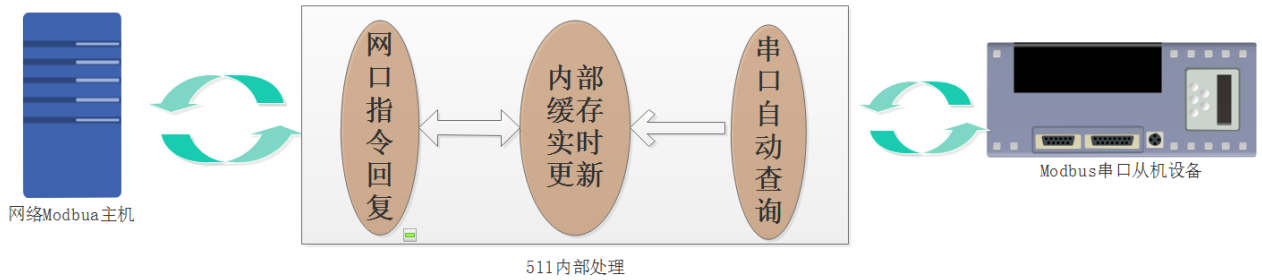 网口指令回复
内部
缓存
实时
更新
串口自动查询
网络Modbua主机
Modbus串口从机设备
511内部处理